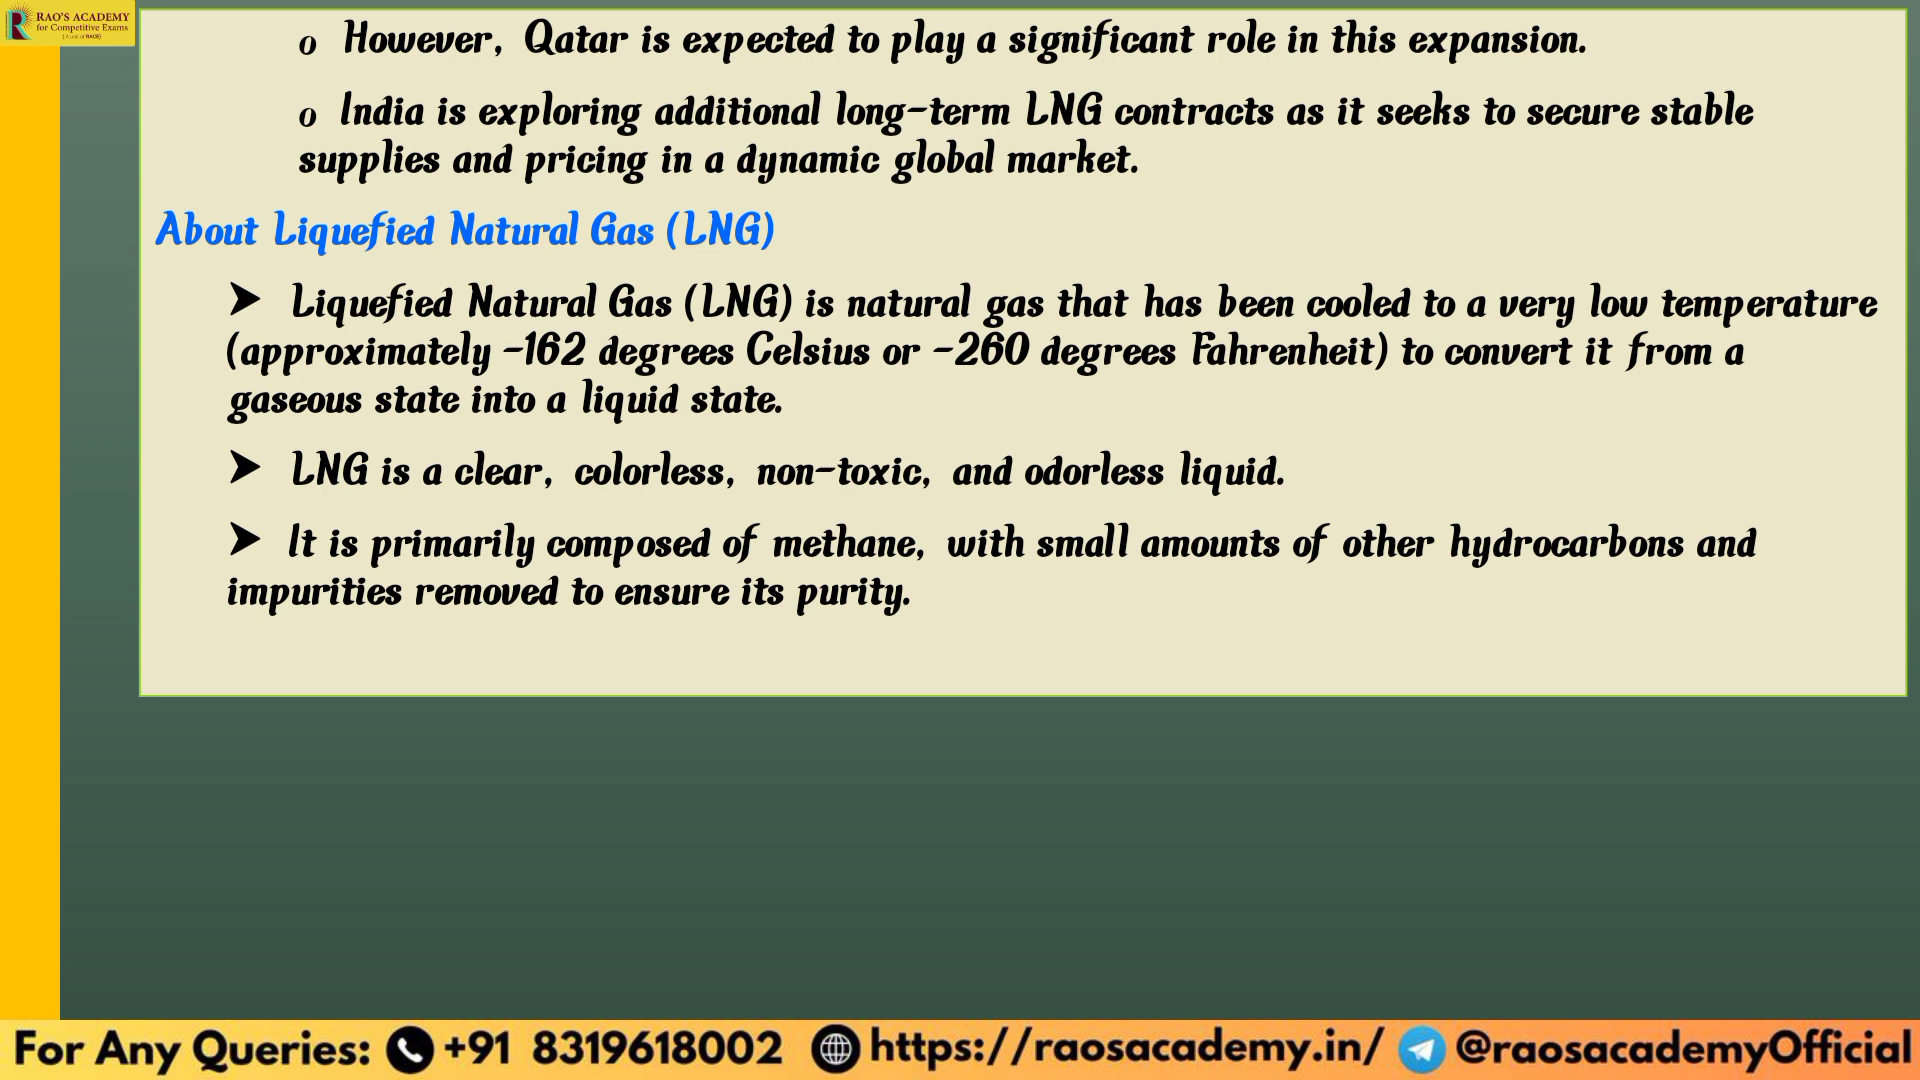 RAO'S ACADEMY
for Competitive Exams
(A unit of RACE)
o However, Qatar is expected to play a significant role in this expansion.
o India is exploring additional long-term LNG contracts as it seeks to secure stable
supplies and pricing in a dynamic global market.
About Liquefied Natural Gas (LNG)
➤ Liquefied Natural Gas (LNG) is natural gas that has been cooled to a very low temperature
(approximately -162 degrees Celsius or -260 degrees Fahrenheit) to convert it from a
gaseous state into a liquid state.
➤ LNG is a clear, colorless, non-toxic, and odorless liquid.
➤ It is primarily composed of methane, with small amounts of other hydrocarbons and
impurities removed to ensure its purity.
For Any Queries: +91 8319618002 https://raosacademy.in/ @raosacademyOfficial